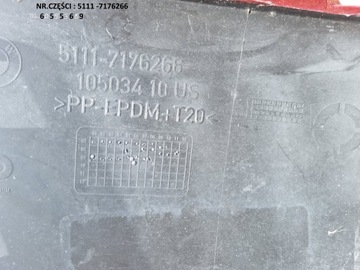 NR.CZĘŚCI : 5111 -7176266
6 5 5 6 9
5111-7176266
105034 10 US
>PP-EPDM+T20<